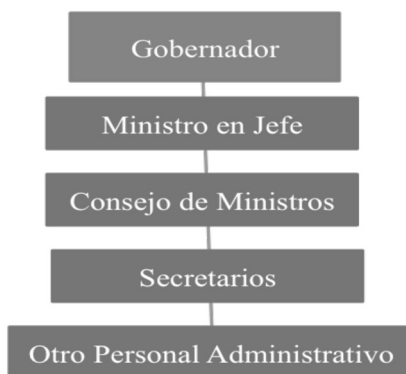 Gobernador
Ministro en Jefe
Consejo de Ministros
Secretarios
Otro Personal Administrativo